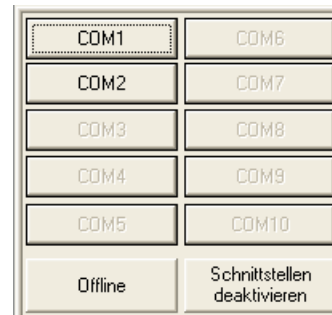 COM1
COM6
COM2
COM7
COM3
COM8
COM4
COM9
COM5
COM10
Offline
Schnittstellen
deaktivieren